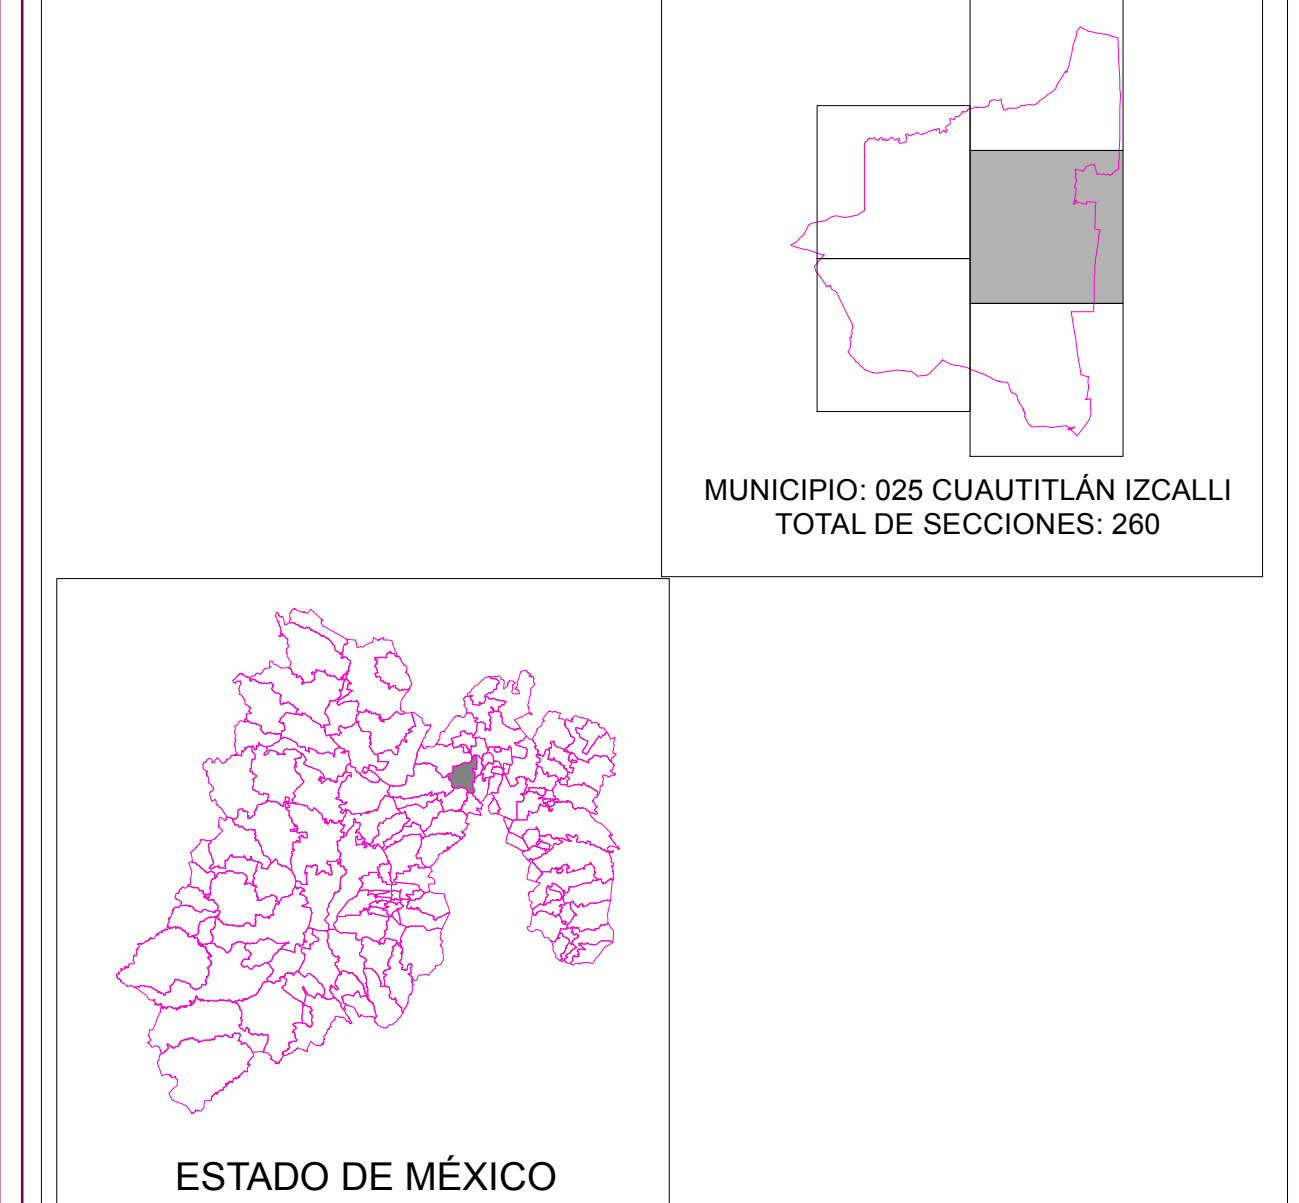 MUNICIPIO: 025 CUAUTITLÁN IZCALLI
TOTAL DE SECCIONES: 260
ESTADO DE MÉXICO